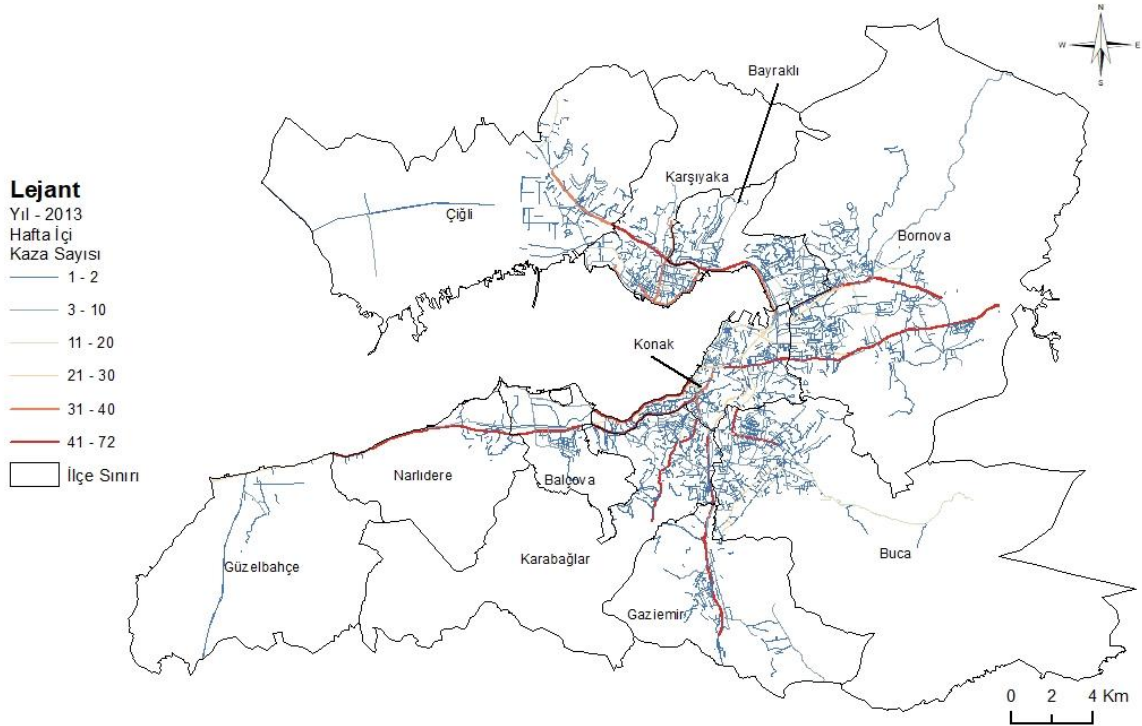 N
W E
S
Bayraklı
Karşıyaka
Çiğli
Bornova
Lejant
Yıl - 2013
Hafta İçi
Kaza Sayısı
1 - 2
3 - 10
11 - 20
21 - 30
31 - 40
41 - 72
İlçe Sınırı
Konak
Narlıdere
Balçova
Güzelbahçe
Karabağlar
Buca
Gaziemir
0 2 4 Km